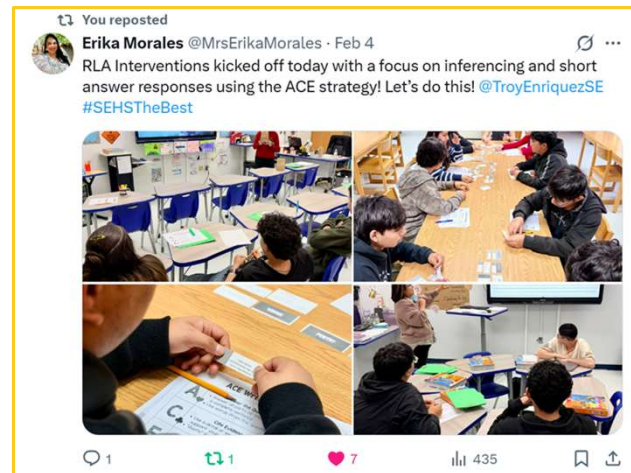 You reposted
Erika Morales @MrsErikaMorales · Feb 4
RLA Interventions kicked off today with a focus on inferencing and short
answer responses using the ACE strategy! Let's do this! @TroyEnriquezSE
#SEHSTheBest
ACE
A
C
1
1
7
435